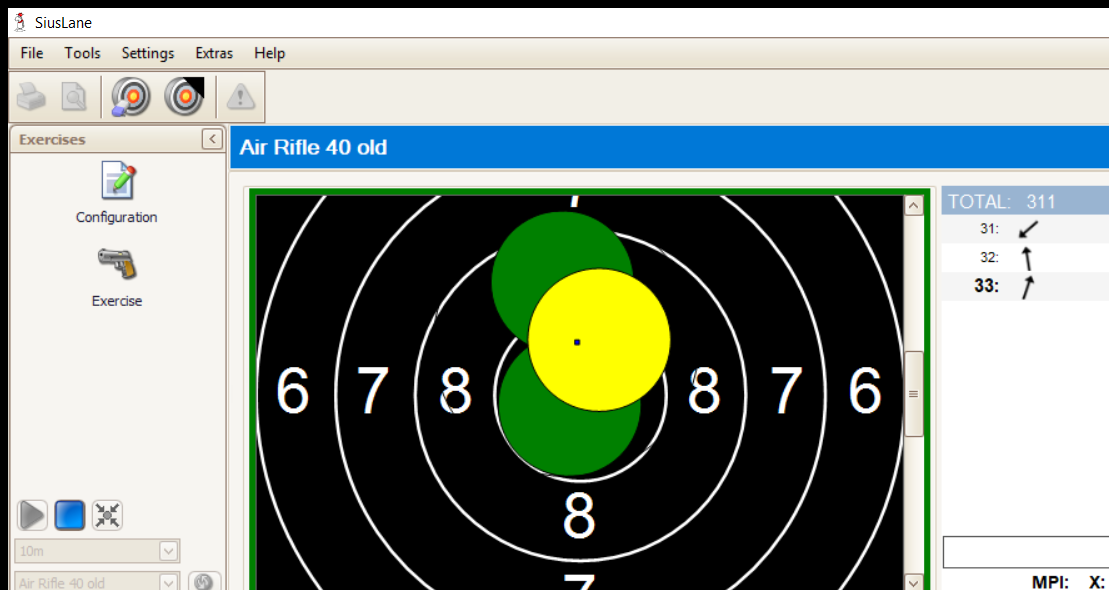 SiusLane
File Tools Settings Extras Help
Exercises
Configuration
Exercise
10m
Air Rifle 40 old
Air Rifle 40 old
7
6 7 8 8 7 6
8
7
TOTAL: 311
31:
32:
33:
MPI: X: